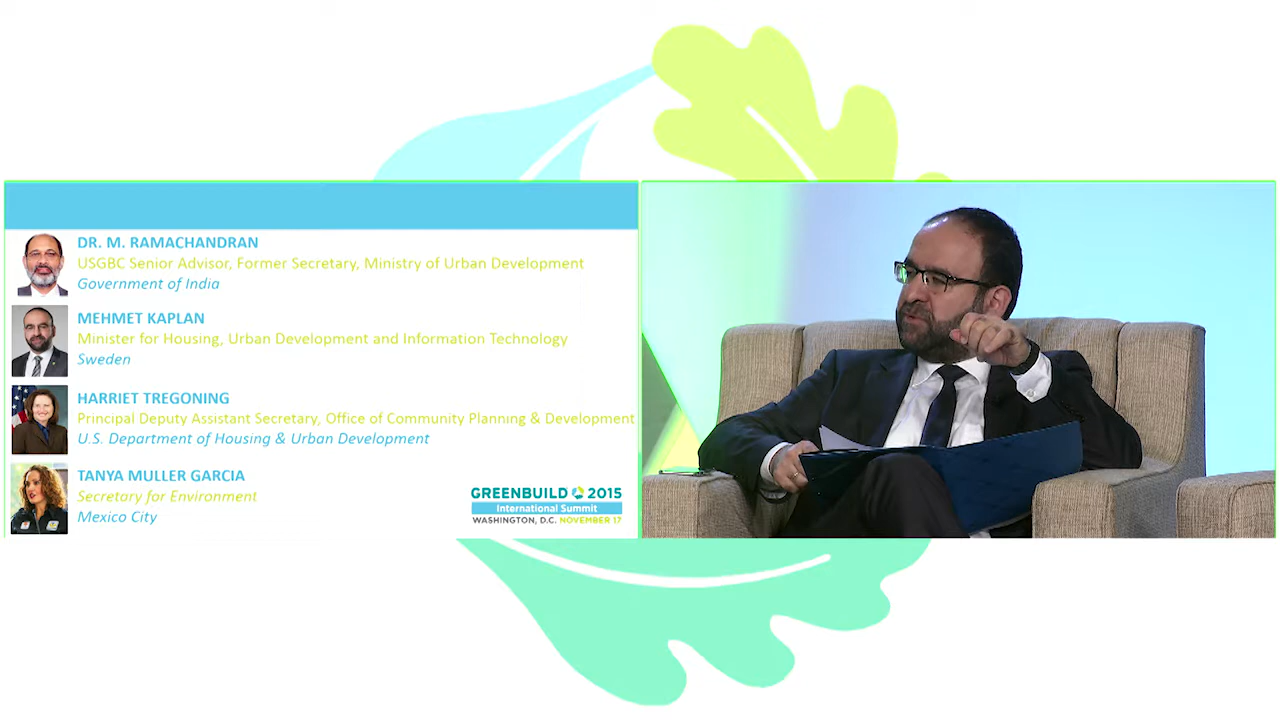 DR. M. RAMACHANDRAN
USGBC Senior Advisor, Former Secretary, Ministry of Urban Development
Government of India
MEHMET KAPLAN
Minister for Housing, Urban Development and Information Technology
Sweden
HARRIET TREGONING
Principal Deputy Assistant Secretary, Office of Community Planning & Development
U.S. Department of Housing & Urban Development
TANYA MULLER GARCIA
Secretary for Environment
Mexico City
GREENBUILD 2015
International Summit
WASHINGTON, D.C. NOVEMBER 17